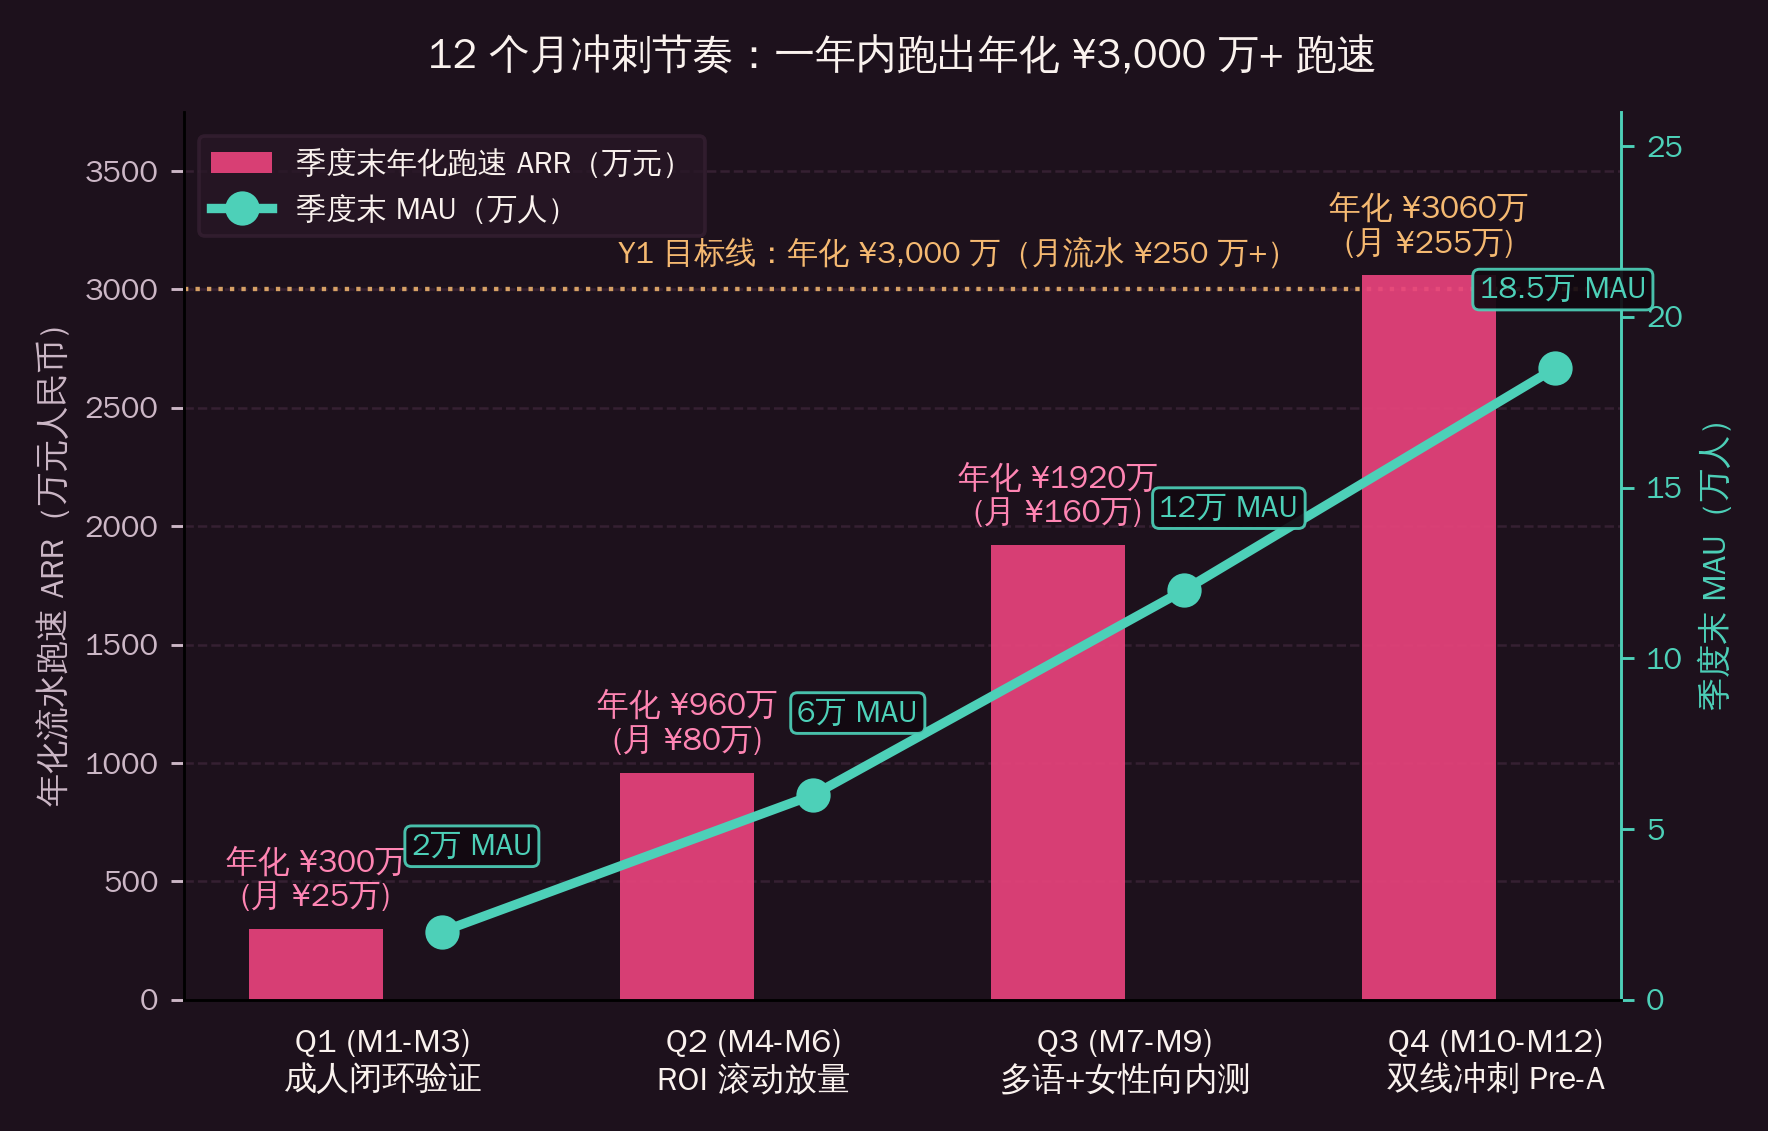 12 个月冲刺节奏：一年内跑出年化 ¥3,000 万+ 跑速
季度末年化跑速 ARR（万元）
季度末 MAU（万人）
Y1 目标线：年化 ¥3,000 万（月流水 ¥250 万+）
年化流水跑速 ARR（万元人民币）
3500
3000
2500
2000
1500
1000
500
0
年化 ¥300万
(月 ¥25万)
2万 MAU
年化 ¥960万
(月 ¥80万)
6万 MAU
年化 ¥1920万
(月 ¥160万)
12万 MAU
年化 ¥3060万
(月 ¥255万)
18.5万 MAU
25
20
15
10
5
0
季度末 MAU（万人）
Q1 (M1-M3)
成人闭环验证
Q2 (M4-M6)
ROI 滚动放量
Q3 (M7-M9)
多语+女性向内测
Q4 (M10-M12)
双线冲刺 Pre-A